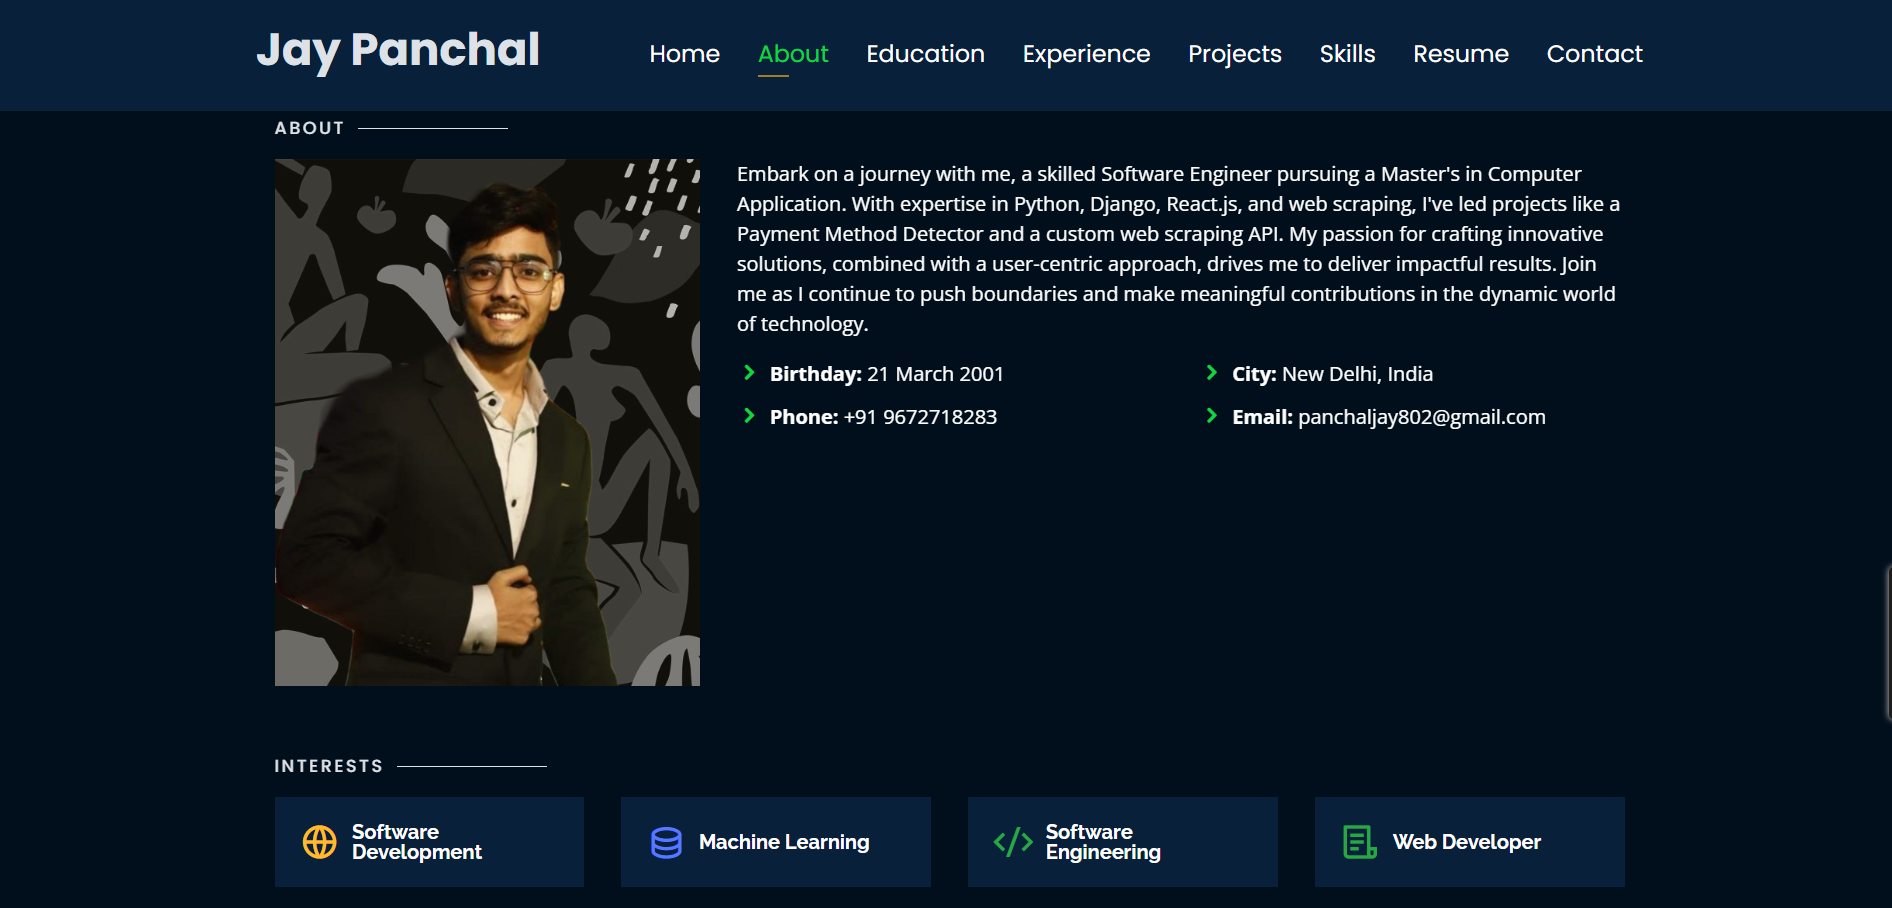 Jay Panchal
Home About Education Experience Projects Skills Resume Contact
ABOUT
Embark on a journey with me, a skilled Software Engineer pursuing a Master's in Computer
Application. With expertise in Python, Django, React.js, and web scraping, I've led projects like a
Payment Method Detector and a custom web scraping API. My passion for crafting innovative
solutions, combined with a user-centric approach, drives me to deliver impactful results. Join
me as I continue to push boundaries and make meaningful contributions in the dynamic world
of technology.
Birthday: 21 March 2001
City: New Delhi, India
Phone: +91 9672718283
Email: panchaljay802@gmail.com
INTERESTS
Software
Development
Machine Learning
Software
Engineering
Web Developer